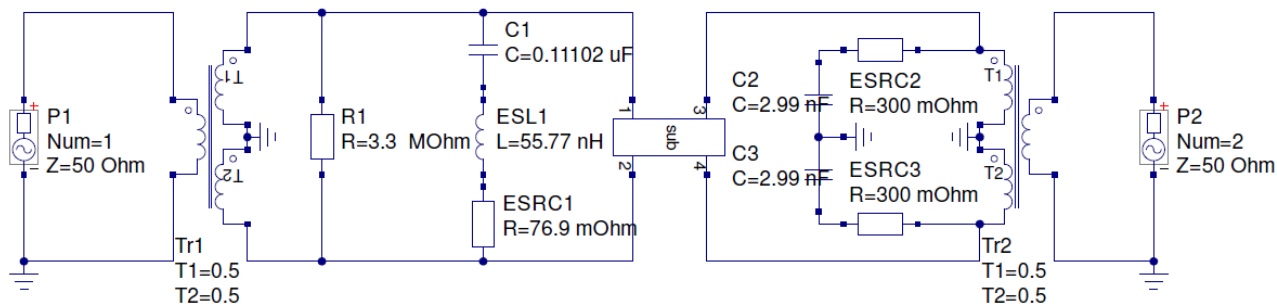 P1
Num=1
Z=50 Ohm
Tr1
T1=0.5
T2=0.5
T1
T2
R1
R=3.3 MOhm
C1
C=0.11102 uF
ESL1
L=55.77 nH
ESRC1
R=76.9 mOhm
1
2
sub
3
4
C2
C=2.99 nF
C3
C=2.99 nF
ESRC2
R=300 mOhm
ESRC3
R=300 mOhm
T1
T2
Tr2
T1=0.5
T2=0.5
P2
Num=2
Z=50 Ohm